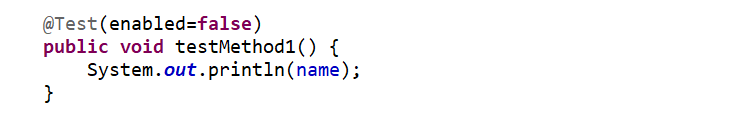 @Test(enabled=false)
public void testMethod1() {
    System.out.println(name);
}